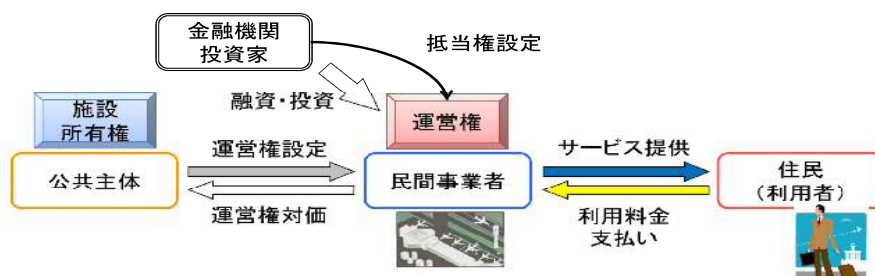 金融機関
投資家
抵当権設定
融資・投資
施設
所有権
運営権
運営権設定
サービス提供
公共主体
民間事業者
住民
（利用者）
運営権対価
利用料金
支払い